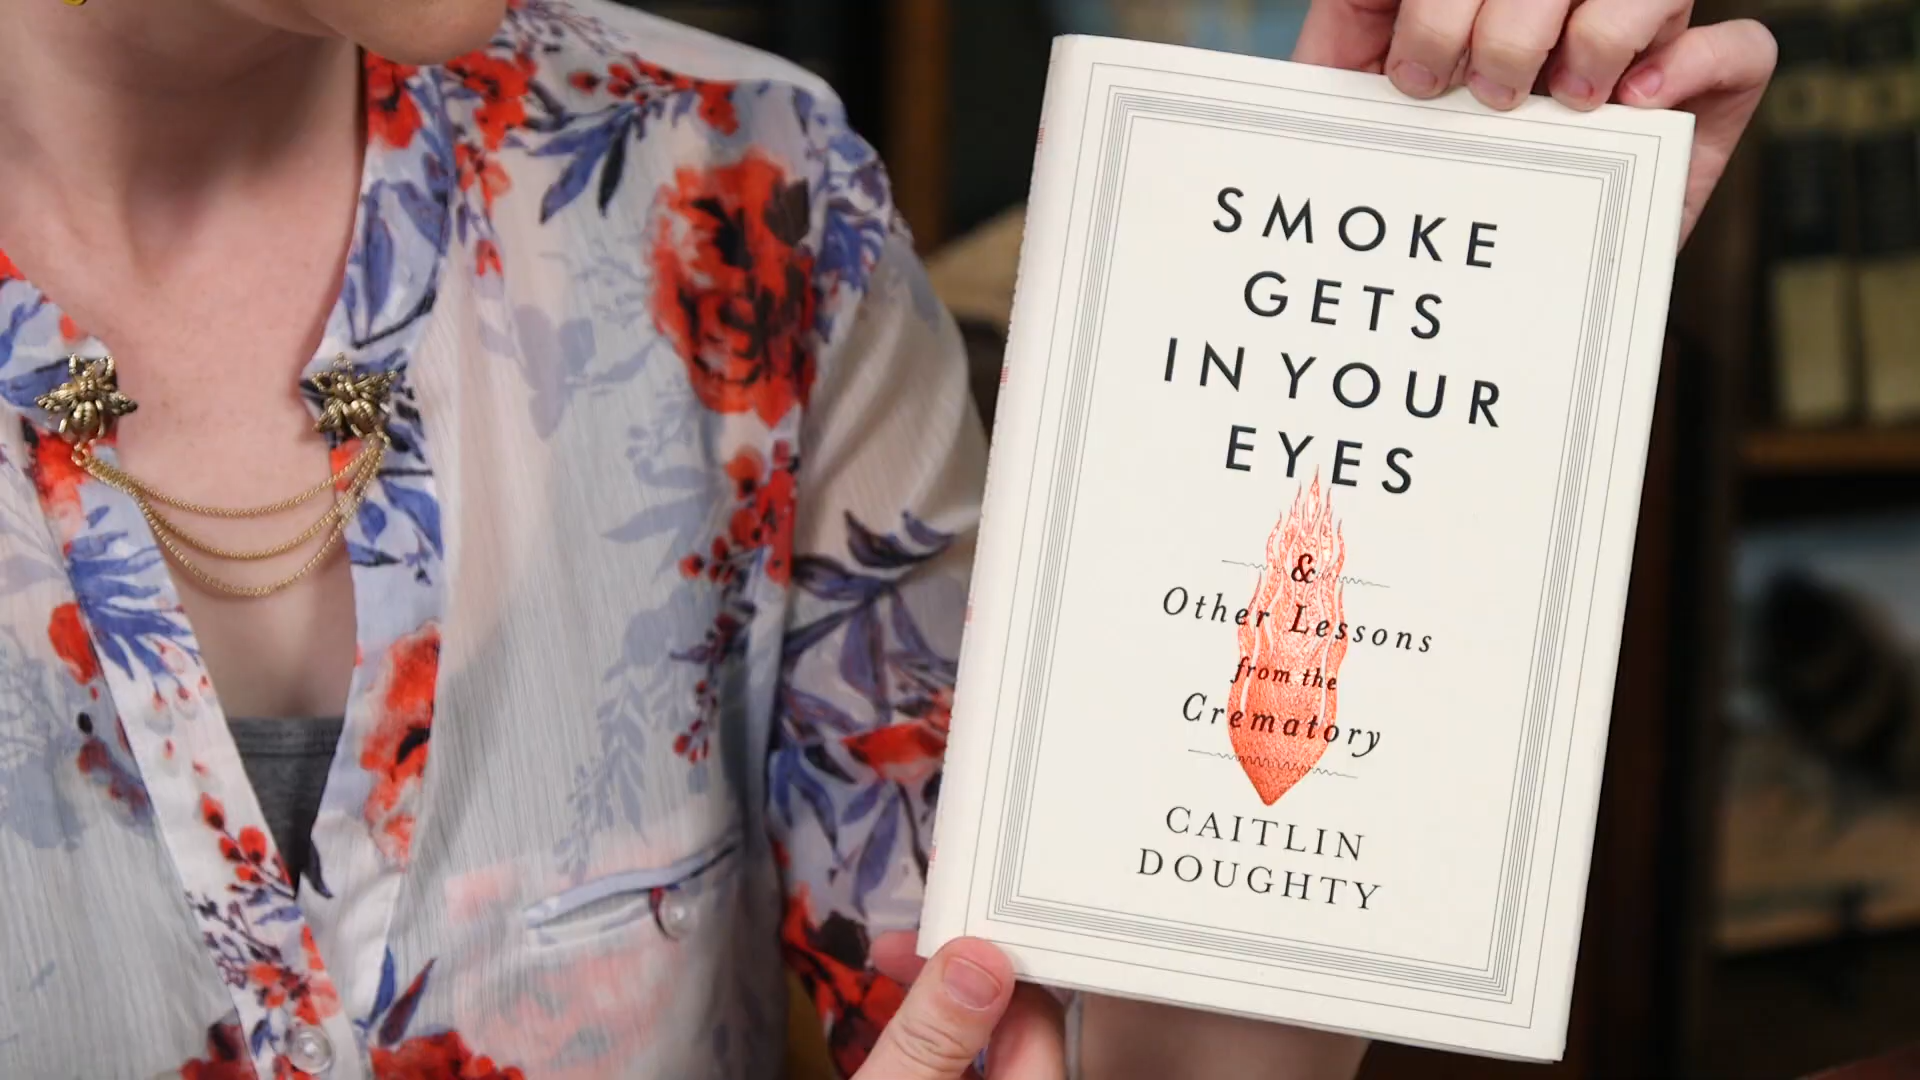 SMOKE
GETS
IN YOUR
EYES
&
Other Lessons
from the
Crematory
CAITLIN
DOUGHTY